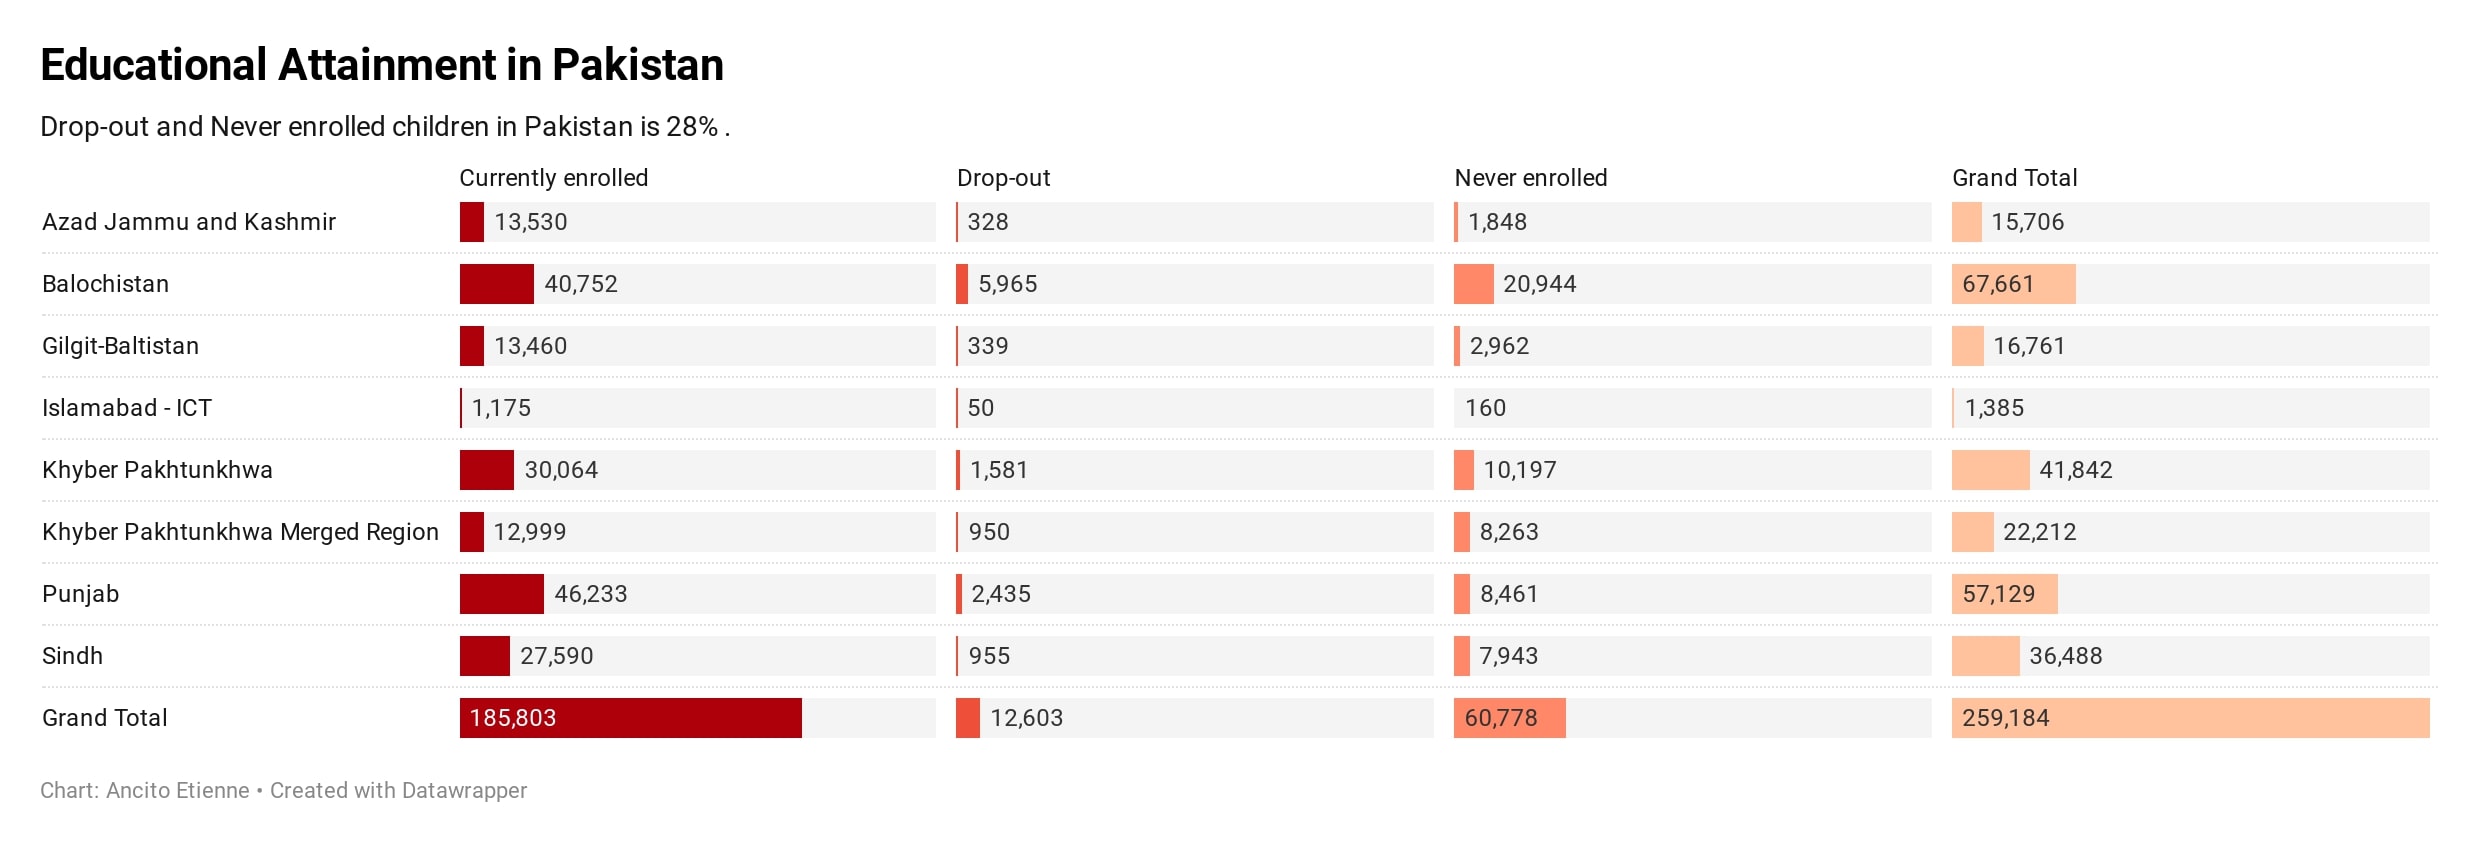 Educational Attainment in Pakistan
Drop-out and Never enrolled children in Pakistan is 28% .
Currently enrolled Drop-out Never enrolled Grand Total
Azad Jammu and Kashmir 13,530 328 1,848 15,706
Balochistan 40,752 5,965 20,944 67,661
Gilgit-Baltistan 13,460 339 2,962 16,761
Islamabad - ICT 1,175 50 160 1,385
Khyber Pakhtunkhwa 30,064 1,581 10,197 41,842
Khyber Pakhtunkhwa Merged Region 12,999 950 8,263 22,212
Punjab 46,233 2,435 8,461 57,129
Sindh 27,590 955 7,943 36,488
Grand Total 185,803 12,603 60,778 259,184
Chart: Ancito Etienne • Created with Datawrapper